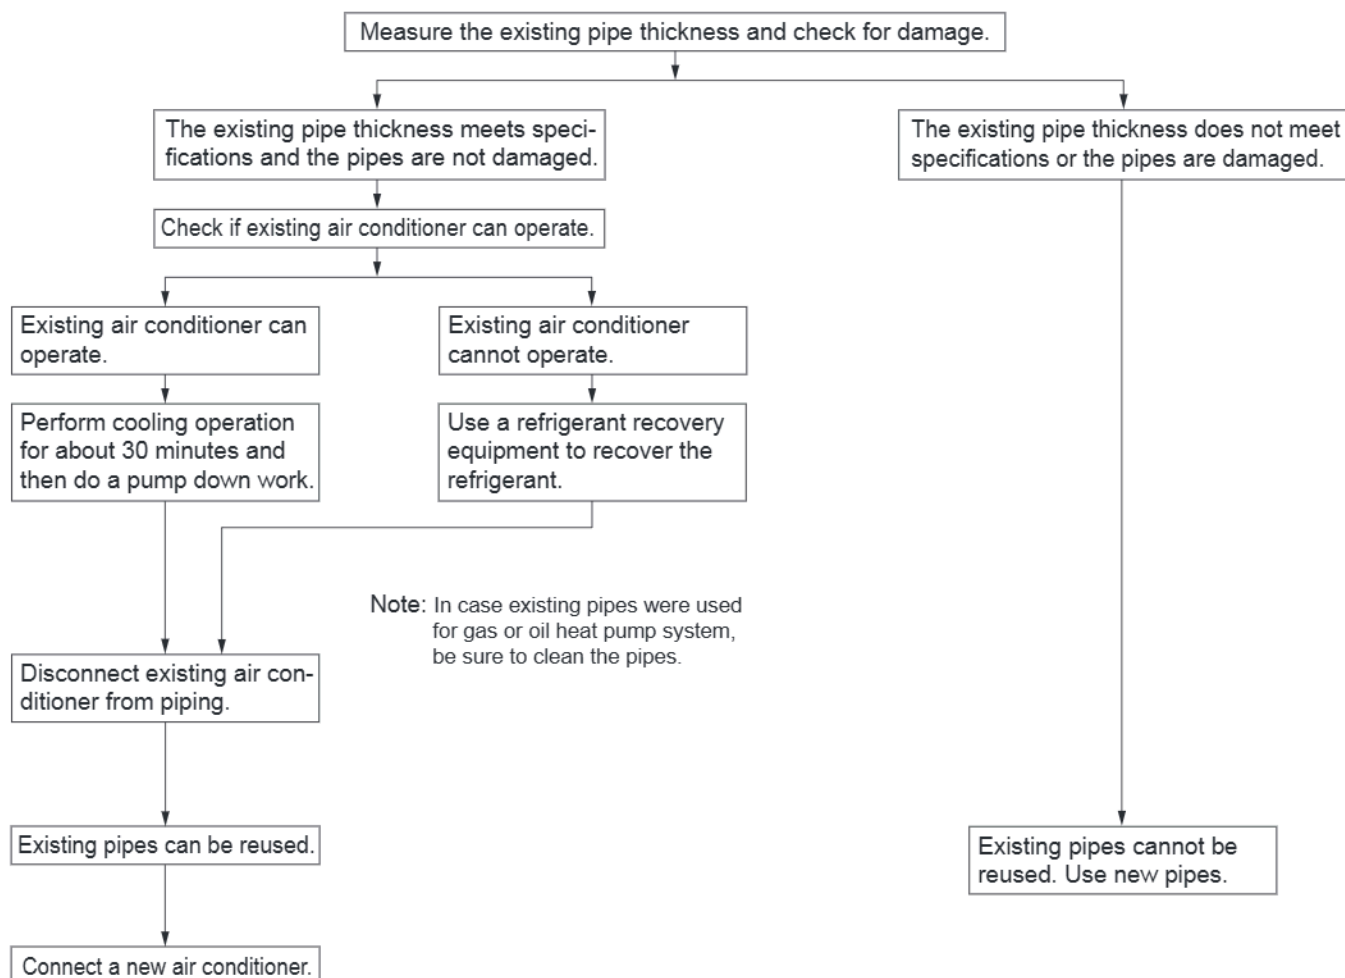 Measure the existing pipe thickness and check for damage.
The existing pipe thickness meets speci-
fications and the pipes are not damaged.
The existing pipe thickness does not meet
specifications or the pipes are damaged.
Check if existing air conditioner can operate.
Existing air conditioner can
operate.
Existing air conditioner
cannot operate.
Perform cooling operation
for about 30 minutes and
then do a pump down work.
Use a refrigerant recovery
equipment to recover the
refrigerant.
Note: In case existing pipes were used
for gas or oil heat pump system,
be sure to clean the pipes.
Disconnect existing air con-
ditioner from piping.
Existing pipes can be reused.
Existing pipes cannot be
reused. Use new pipes.
Connect a new air conditioner.